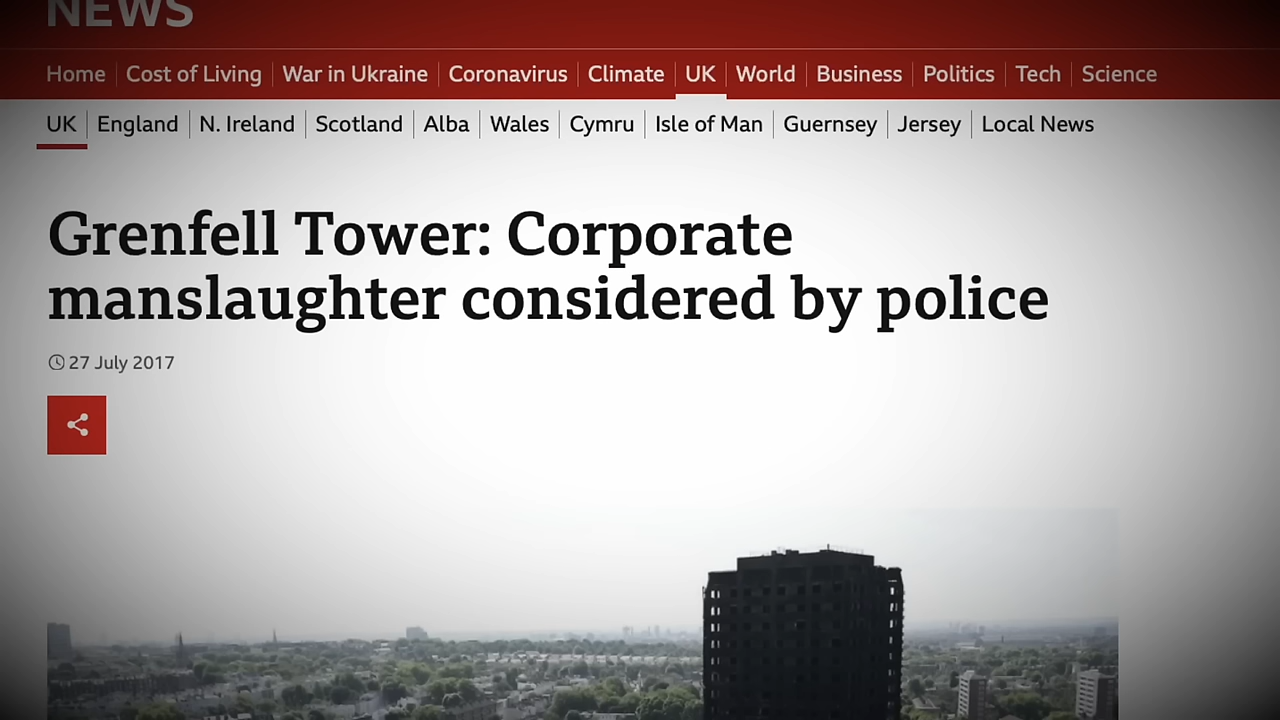 NEWS
Home Cost of Living War in Ukraine Coronavirus Climate UK World Business Politics Tech Science
UK England N. Ireland Scotland Alba Wales Cymru Isle of Man Guernsey Jersey Local News
Grenfell Tower: Corporate
manslaughter considered by police
27 July 2017